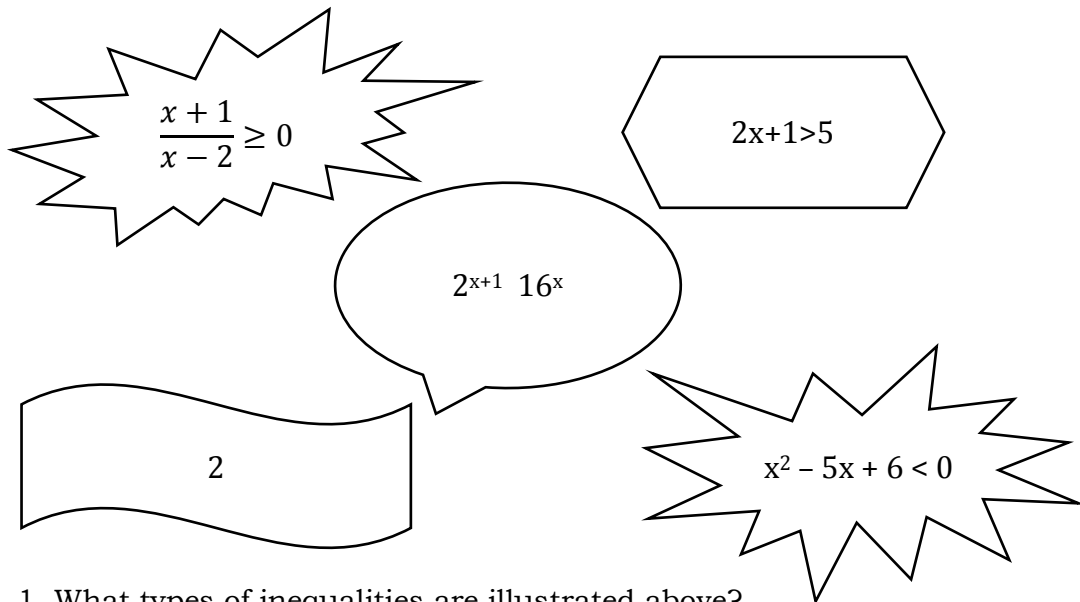 x + 1
x − 2 ≥ 0
2x+1>5
2ˣ⁺¹ 16ˣ
2
x² – 5x + 6 < 0
1. What types of inequalities are illustrated above?